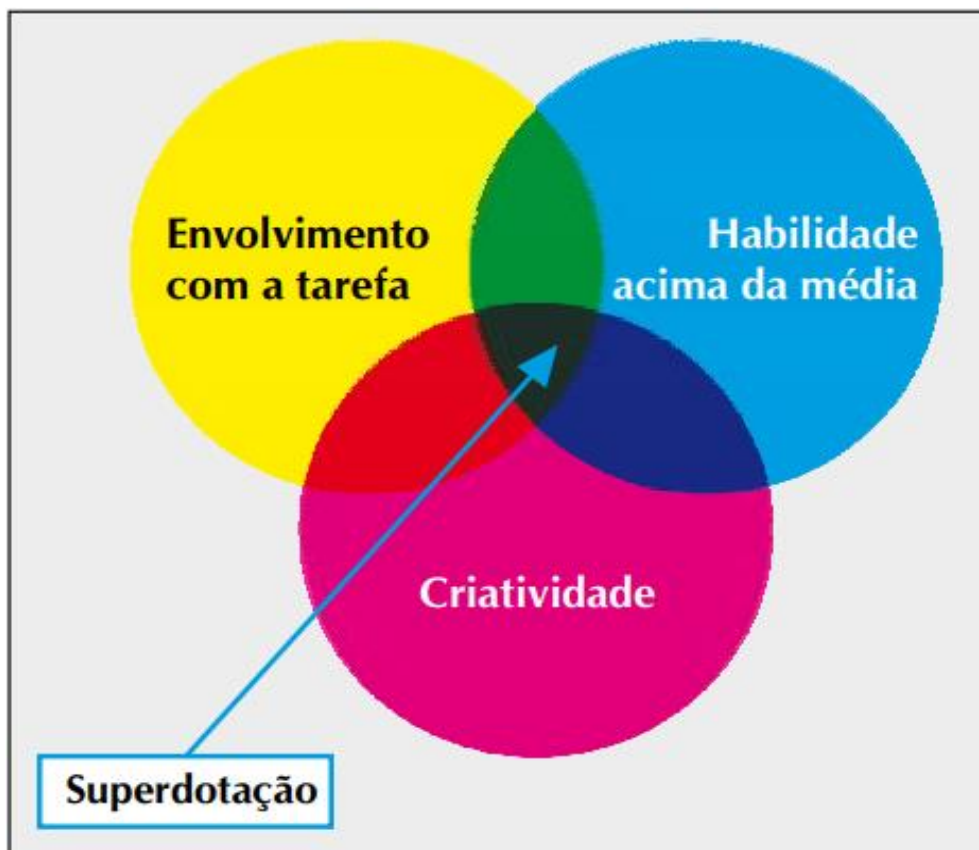 Envolvimento
com a tarefa
Habilidade
acima da média
Criatividade
Superdotação